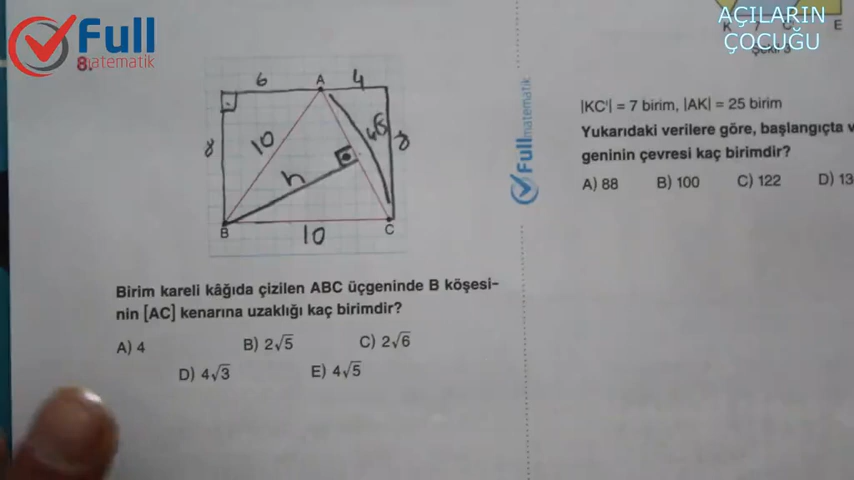 AÇILARIN
ÇOCUĞU
Full
matematik
8.
6
A
4
8
10
4√5
8
h
B
10
C
Birim kareli kâğıda çizilen ABC üçgeninde B köşesi-
nin [AC] kenarına uzaklığı kaç birimdir?
A) 4
B) 2√5
C) 2√6
D) 4√3
E) 4√5
Full matematik
K
E
|KC'| = 7 birim, |AK| = 25 birim
Yukarıdaki verilere göre, başlangıçta
geninin çevresi kaç birimdir?
A) 88
B) 100
C) 122
D) 13